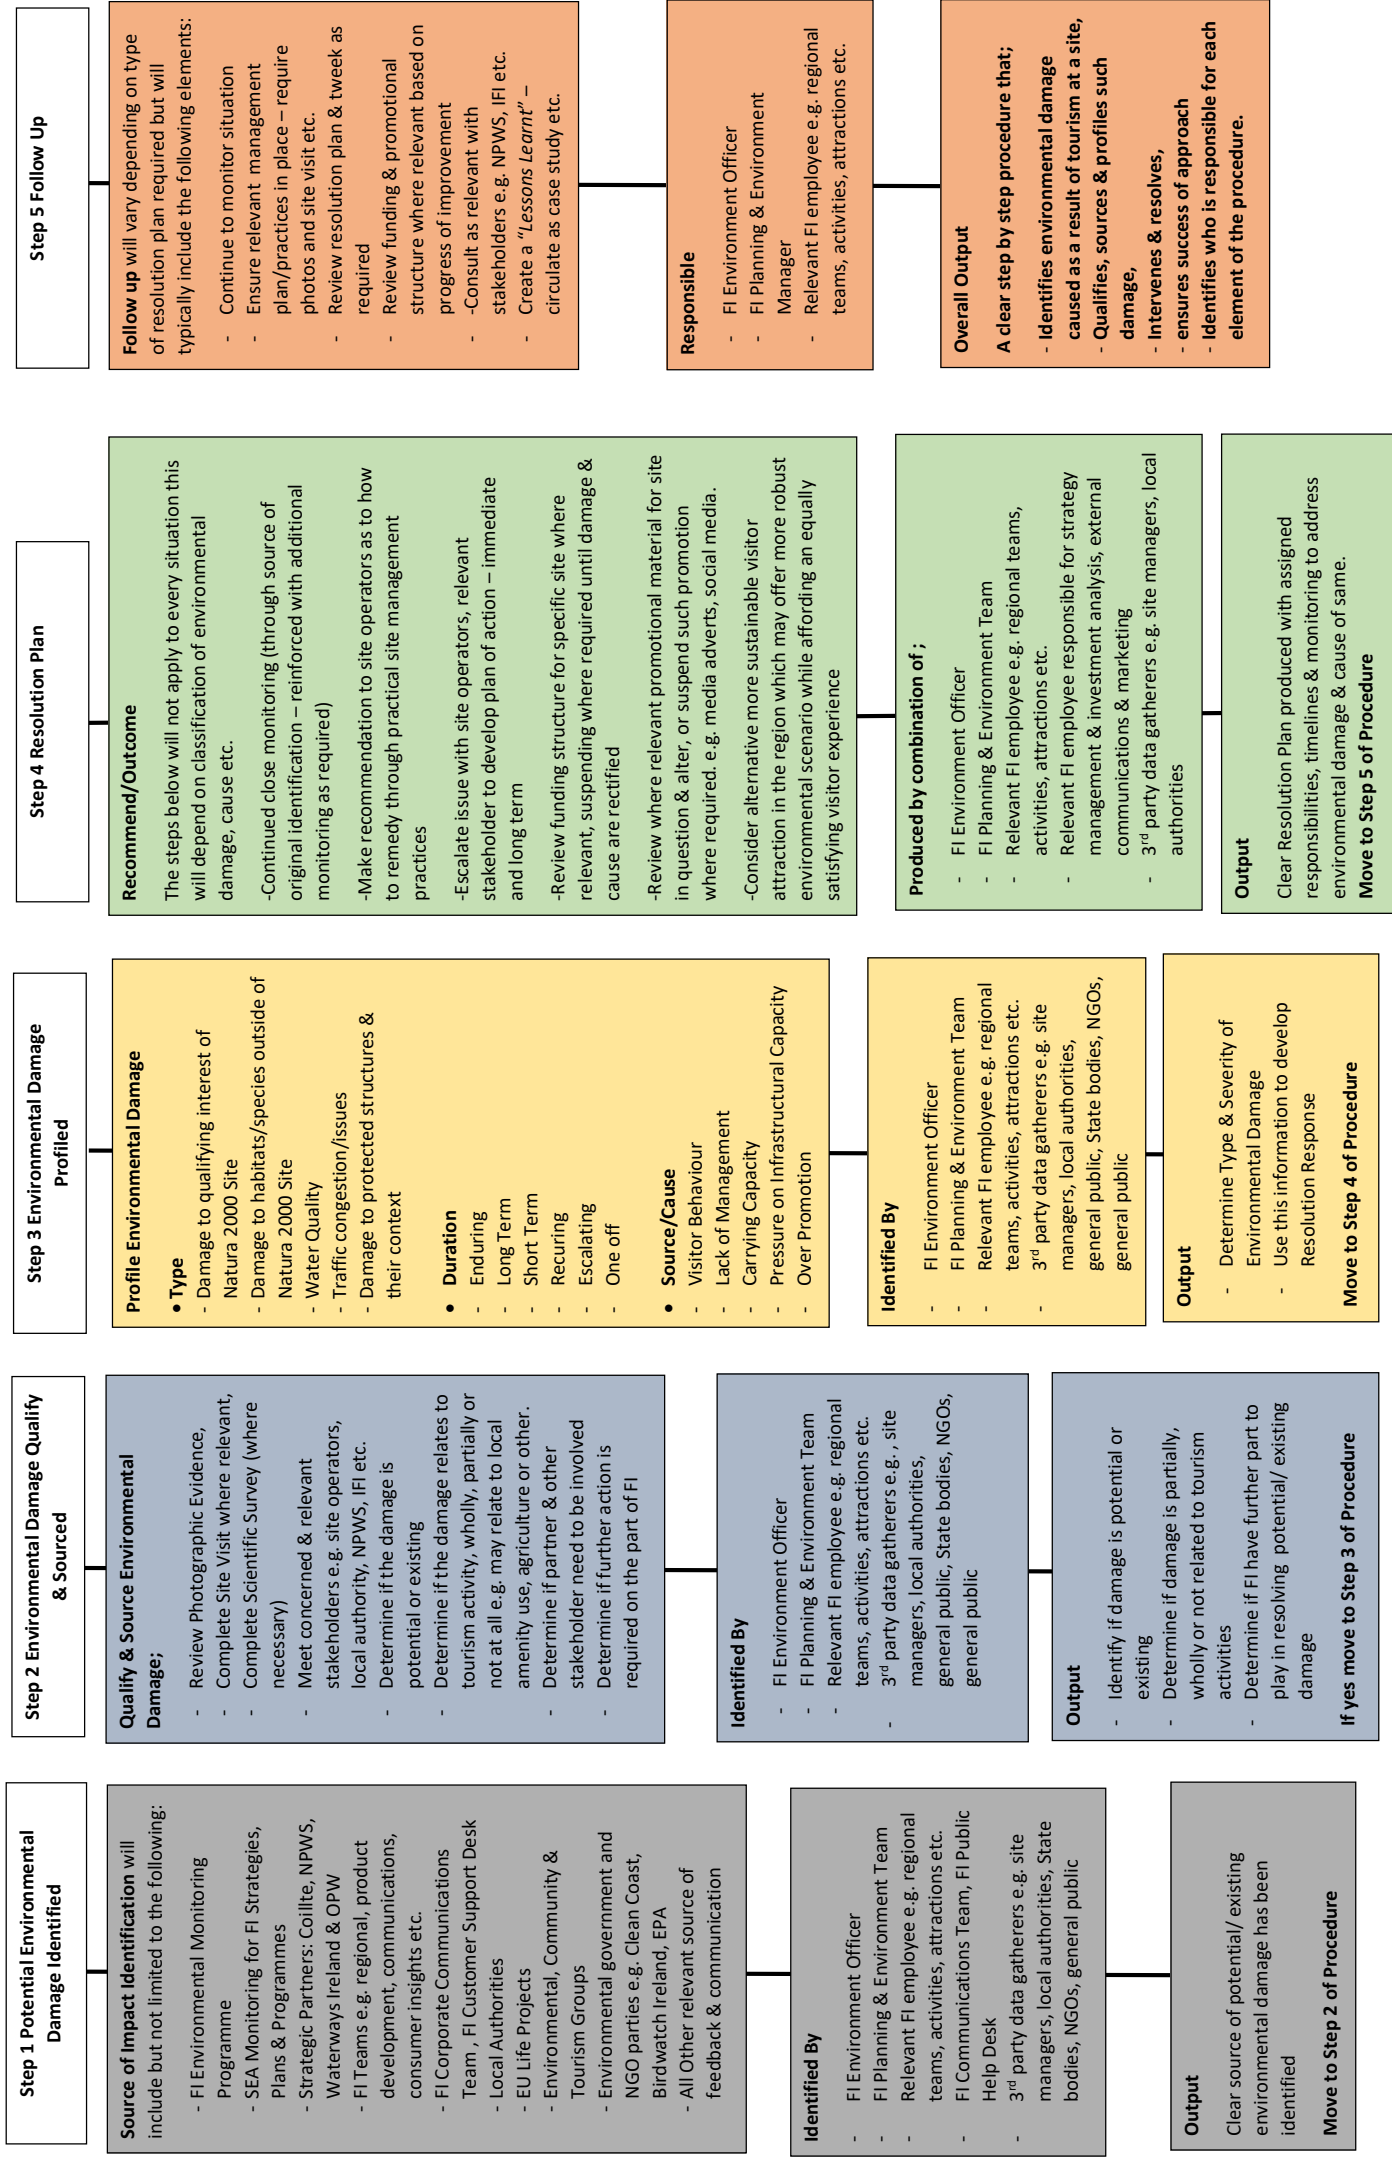 Step 1 Potential Environmental
Damage Identified
Source of Impact Identification will
include but not limited to the following:
- FI Environmental Monitoring
Programme
- SEA Monitoring for FI Strategies,
Plans & Programmes
- Strategic Partners: Coillte, NPWS,
Waterways Ireland & OPW
- FI Teams e.g. regional, product
development, communications,
consumer insights etc.
- FI Corporate Communications
Team , FI Customer Support Desk
- Local Authorities
- EU Life Projects
- Environmental, Community &
Tourism Groups
- Environmental government and
NGO parties e.g. Clean Coast,
Birdwatch Ireland, EPA
- All Other relevant source of
feedback & communication
Identified By
- FI Environment Officer
- FI Planning & Environment Team
- Relevant FI employee e.g. regional
teams, activities, attractions etc.
- FI Communications Team, FI Public
Help Desk
- 3rd party data gatherers e.g. site
managers, local authorities, State
bodies, NGOs, general public
Output
Clear source of potential/ existing
environmental damage has been
identified
Move to Step 2 of Procedure
Step 2 Environmental Damage Qualify
& Sourced
Qualify & Source Environmental
Damage;
- Review Photographic Evidence,
- Complete Site Visit where relevant,
- Complete Scientific Survey (where
necessary)
- Meet concerned & relevant
stakeholders e.g. site operators,
local authority, NPWS, IFI etc.
- Determine if the damage is
potential or existing
- Determine if the damage relates to
tourism activity, wholly, partially or
not at all e.g. may relate to local
amenity use, agriculture or other.
- Determine if partner & other
stakeholder need to be involved
- Determine if further action is
required on the part of FI
Identified By
- FI Environment Officer
- FI Planning & Environment Team
- Relevant FI employee e.g. regional
teams, activities, attractions etc.
- 3rd party data gatherers e.g., site
managers, local authorities,
general public, State bodies, NGOs,
general public
Output
- Identify if damage is potential or
existing
- Determine if damage is partially,
wholly or not related to tourism
activities
- Determine if FI have further part to
play in resolving potential/ existing
damage
If yes move to Step 3 of Procedure
Step 3 Environmental Damage
Profiled
Profile Environmental Damage
• Type
- Damage to qualifying interest of
Natura 2000 Site
- Damage to habitats/species outside of
Natura 2000 Site
- Water Quality
- Traffic congestion/issues
- Damage to protected structures &
their context
• Duration
- Enduring
- Long Term
- Short Term
- Recuring
- Escalating
- One off
• Source/Cause
- Visitor Behaviour
- Lack of Management
- Carrying Capacity
- Pressure on Infrastructural Capacity
- Over Promotion
Identified By
- FI Environment Officer
- FI Planning & Environment Team
- Relevant FI employee e.g. regional
teams, activities, attractions etc.
- 3rd party data gatherers e.g. site
managers, local authorities,
general public, State bodies, NGOs,
general public
Output
- Determine Type & Severity of
Environmental Damage
- Use this information to develop
Resolution Response
Move to Step 4 of Procedure
Step 4 Resolution Plan
Recommend/Outcome
The steps below will not apply to every situation this
will depend on classification of environmental
damage, cause etc.
-Continued close monitoring (through source of
original identification – reinforced with additional
monitoring as required)
-Make recommendation to site operators as to how
to remedy through practical site management
practices
-Escalate issue with site operators, relevant
stakeholder to develop plan of action – immediate
and long term
-Review funding structure for specific site where
relevant, suspending where required until damage &
cause are rectified
-Review where relevant promotional material for site
in question & alter, or suspend such promotion
where required. e.g. media adverts, social media.
-Consider alternative more sustainable visitor
attraction in the region which may offer more robust
environmental scenario while affording an equally
satisfying visitor experience
Produced by combination of ;
- FI Environment Officer
- FI Planning & Environment Team
- Relevant FI employee e.g. regional teams,
activities, attractions etc.
- Relevant FI employee responsible for strategy
management & investment analysis, external
communications & marketing
- 3rd party data gatherers e.g. site managers, local
authorities
Output
Clear Resolution Plan produced with assigned
responsibilities, timelines & monitoring to address
environmental damage & cause of same.
Move to Step 5 of Procedure
Step 5 Follow Up
Follow up will vary depending on type
of resolution plan required but will
typically include the following elements:
- Continue to monitor situation
- Ensure relevant management
plan/practices in place – require
photos and site visit etc.
- Review resolution plan & tweek as
required
- Review funding & promotional
structure where relevant based on
progress of improvement
- -Consult as relevant with
stakeholders e.g. NPWS, IFI etc.
- Create a “Lessons Learnt” –
circulate as case study etc.
Responsible
- FI Environment Officer
- FI Planning & Environment
Manager
- Relevant FI employee e.g. regional
teams, activities, attractions etc.
Overall Output
A clear step by step procedure that;
- Identifies environmental damage
caused as a result of tourism at a site,
- Qualifies, sources & profiles such
damage,
- Intervenes & resolves,
- ensures success of approach
- Identifies who is responsible for each
element of the procedure.